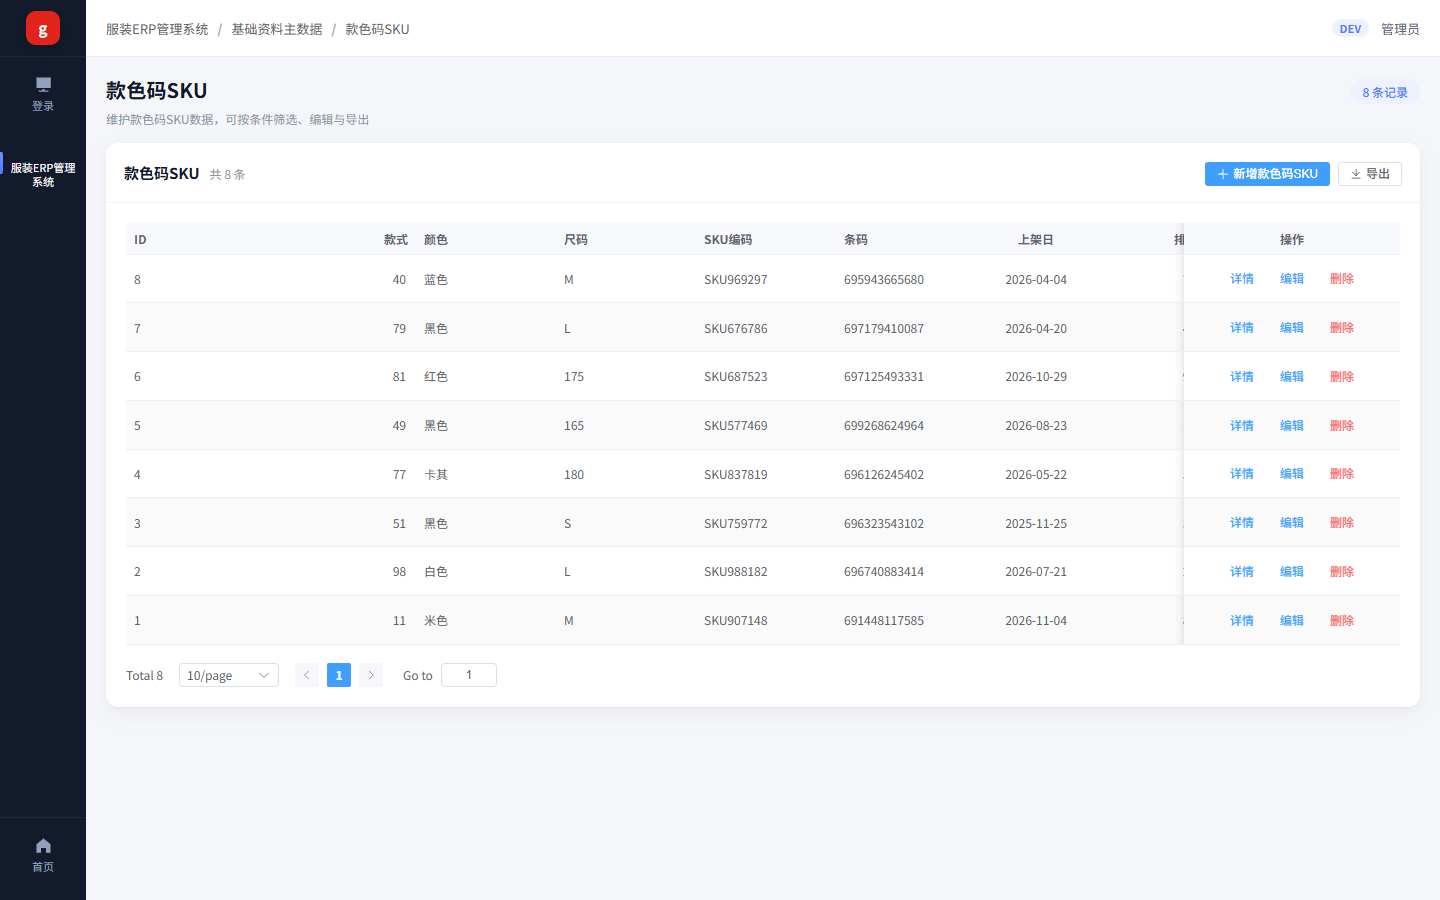 g
服装ERP管理系统 / 基础资料主数据 / 款色码SKU
DEV 管理员
登录
服装ERP管理
系统
首页
款色码SKU
8 条记录
维护款色码SKU数据，可按条件筛选、编辑与导出
款色码SKU 共 8 条
新增款色码SKU 导出
ID 款式 颜色 尺码 SKU编码 条码 上架日 操作
8 40 蓝色 M SKU969297 695943665680 2026-04-04 详情 编辑 删除
7 79 黑色 L SKU676786 697179410087 2026-04-20 详情 编辑 删除
6 81 红色 175 SKU687523 697125493331 2026-10-29 详情 编辑 删除
5 49 黑色 165 SKU577469 699268624964 2026-08-23 详情 编辑 删除
4 77 卡其 180 SKU837819 696126245402 2026-05-22 详情 编辑 删除
3 51 黑色 S SKU759772 696323543102 2025-11-25 详情 编辑 删除
2 98 白色 L SKU988182 696740883414 2026-07-21 详情 编辑 删除
1 11 米色 M SKU907148 691448117585 2026-11-04 详情 编辑 删除
Total 8 10/page 1 Go to 1